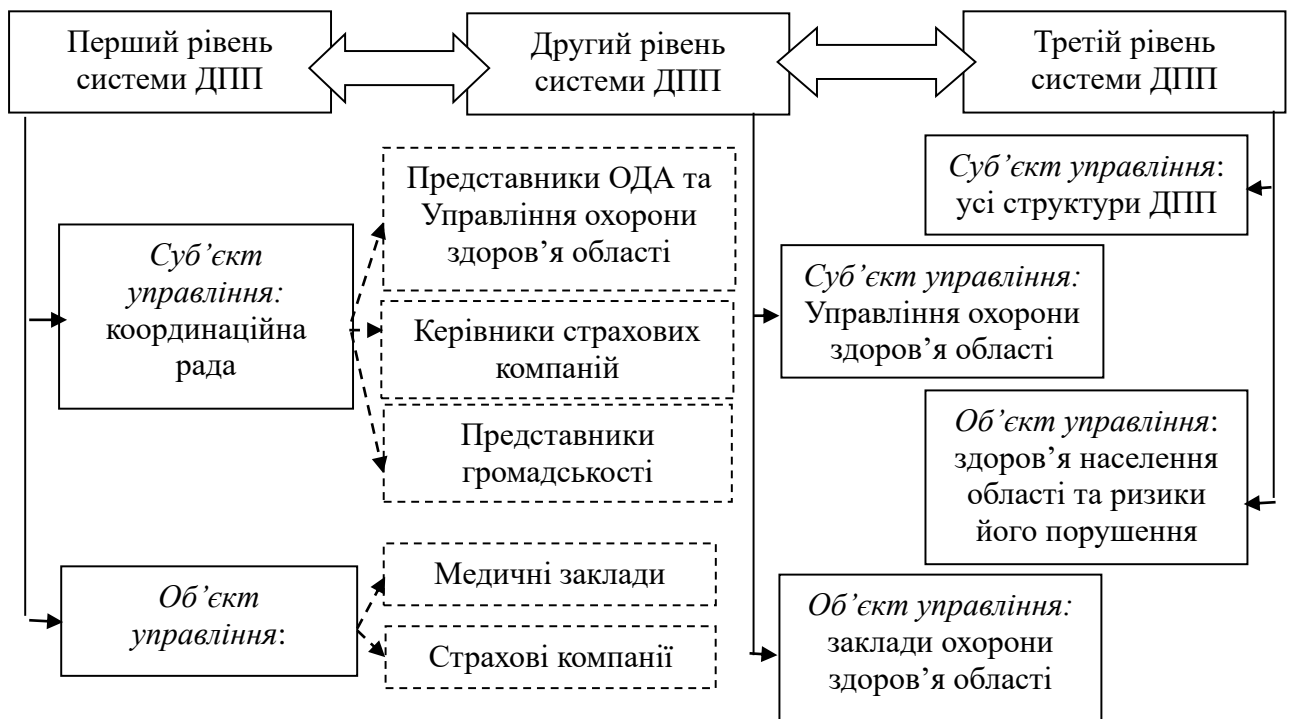 Перший рівень
системи ДПП
Другий рівень
системи ДПП
Третій рівень
системи ДПП
Суб’єкт
управління:
координаційна
рада
Представники ОДА та
Управління охорони
здоров’я області
Керівники страхових
компаній
Представники
громадськості
Об’єкт
управління:
Медичні заклади
Страхові компанії
Суб’єкт управління:
Управління охорони
здоров’я області
Об’єкт управління:
заклади охорони
здоров’я області
Суб’єкт управління:
усі структури ДПП
Об’єкт управління:
здоров’я населення
області та ризики
його порушення